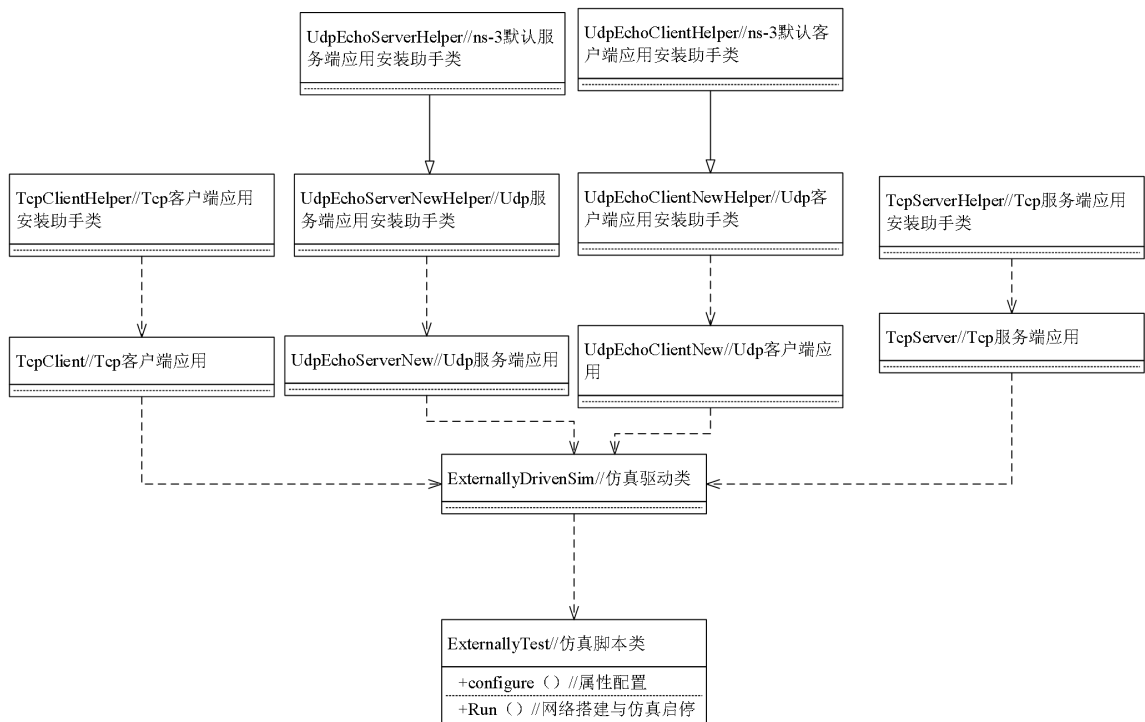 UdpEchoServerHelper//ns-3默认服
务端应用安装助手类
UdpEchoClientHelper//ns-3默认客
户端应用安装助手类
TcpClientHelper//Tcp客户端应用
安装助手类
UdpEchoServerNewHelper//Udp服
务端应用安装助手类
UdpEchoClientNewHelper//Udp客
户端应用安装助手类
TcpServerHelper//Tcp服务端应用
安装助手类
TcpClient//Tcp客户端应用
UdpEchoServerNew//Udp服务端应用
UdpEchoClientNew//Udp客户端应
用
TcpServer//Tcp服务端应用
ExternallyDrivenSim//仿真驱动类
ExternallyTest//仿真脚本类
+configure（）//属性配置
+Run（）//网络搭建与仿真启停